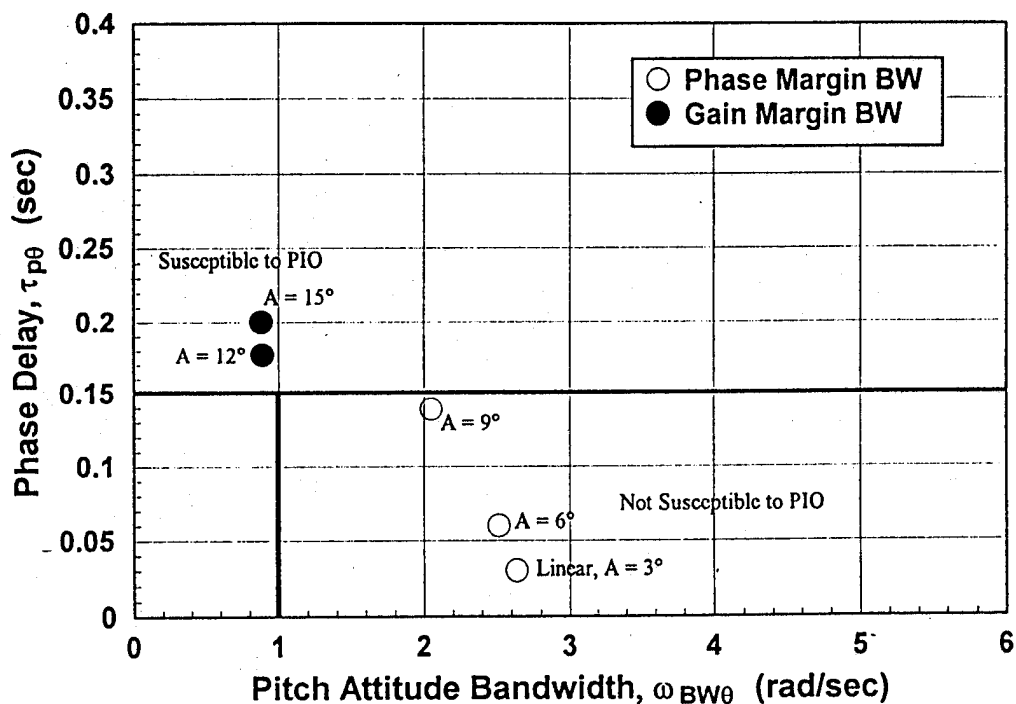 0.4
Phase Margin BW
Gain Margin BW
0.35
0.3
0.25
Susceptible to PIO
A = 15°
0.2
A = 12°
0.15
A = 9°
0.1
Not Susceptible to PIO
A = 6°
0.05
Linear, A = 3°
0
0 1 2 3 4 5 6
Phase Delay, τpθ (sec)
Pitch Attitude Bandwidth, ωBWθ (rad/sec)